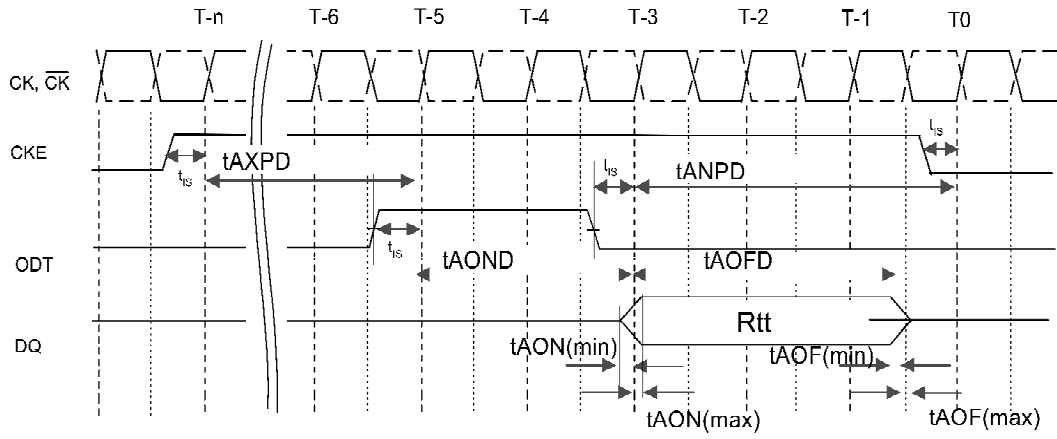 T-n T-6 T-5 T-4 T-3 T-2 T-1 T0
CK, C̅K̅
CKE
tIS
tAXPD
tIS
tANPD
tIS
ODT
tIS
tAOND
tAOFD
DQ
Rtt
tAON(min)
tAOF(min)
tAON(max)
tAOF(max)